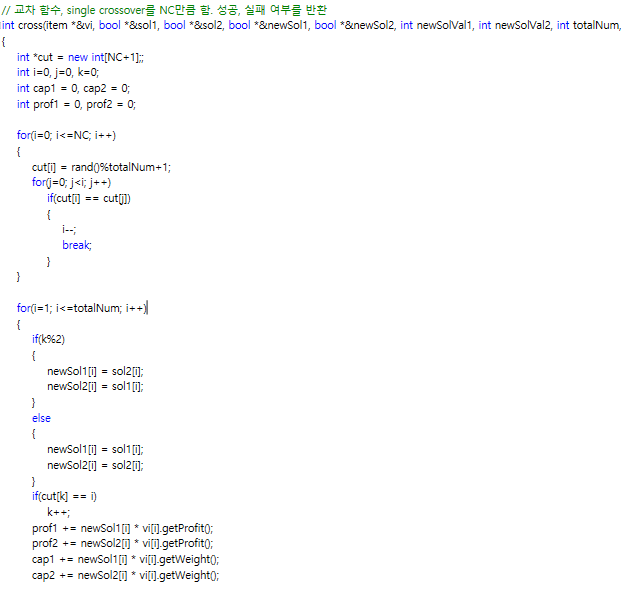 // 교차 함수, single crossover를 NC만큼 함. 성공, 실패 여부를 반환
int cross(item *&vi, bool *&sol1, bool *&sol2, bool *&newSol1, bool *&newSol2, int newSolVal1, int newSolVal2, int totalNum,
{
int *cut = new int[NC+1];;
int i=0, j=0, k=0;
int cap1 = 0, cap2 = 0;
int prof1 = 0, prof2 = 0;
for(i=0; i<=NC; i++)
{
cut[i] = rand()%totalNum+1;
for(j=0; j<i; j++)
if(cut[i] == cut[j])
{
i--;
break;
}
}
for(i=1; i<=totalNum; i++)
{
if(k%2)
{
newSol1[i] = sol2[i];
newSol2[i] = sol1[i];
}
else
{
newSol1[i] = sol1[i];
newSol2[i] = sol2[i];
}
if(cut[k] == i)
k++;
prof1 += newSol1[i] * vi[i].getProfit();
prof2 += newSol2[i] * vi[i].getProfit();
cap1 += newSol1[i] * vi[i].getWeight();
cap2 += newSol2[i] * vi[i].getWeight();